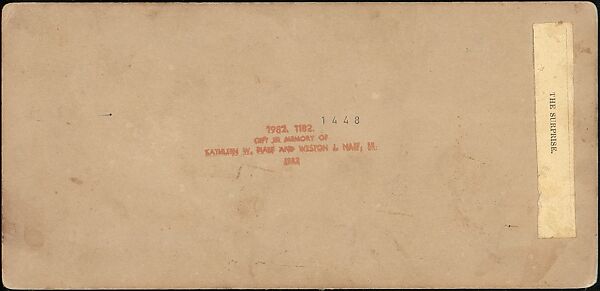 1982. 1182.
1448
GIFT IN MEMORY OF
KATHLEEN W. NAEF AND WESTON J. NAEF, SR.
1982
THE SURPRISE.